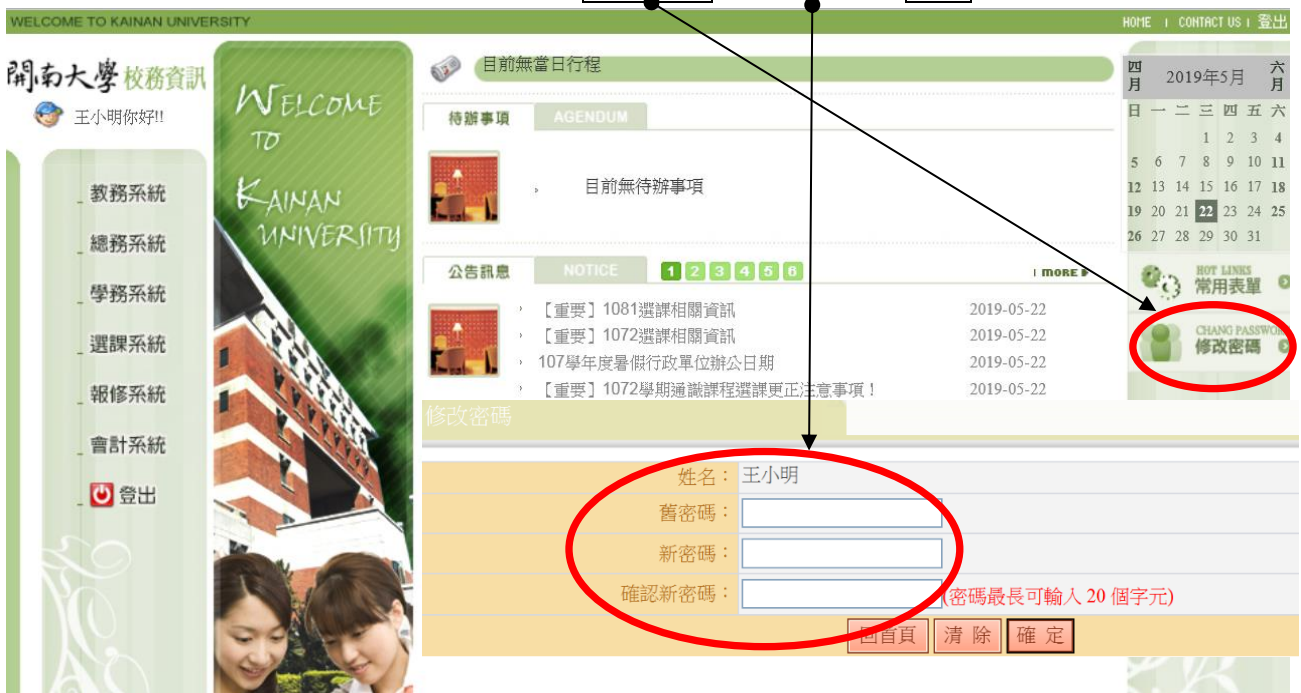 WELCOME TO KAINAN UNIVERSITY
HOME | CONTACT US | 登出
開南大學校務資訊
王小明你好!!
教務系統
總務系統
學務系統
選課系統
報修系統
會計系統
登出
WELCOME
TO
KAINAN
UNIVERSITY
目前無當日行程
待辦事項 AGENDUM
目前無待辦事項
公告訊息 NOTICE 1 2 3 4 5 6 | MORE
【重要】1081選課相關資訊 2019-05-22
【重要】1072選課相關資訊 2019-05-22
107學年度暑假行政單位辦公日期 2019-05-22
【重要】1072學期通識課程選課更正注意事項！ 2019-05-22
四月 2019年5月 六月
日 一 二 三 四 五 六
1 2 3 4
5 6 7 8 9 10 11
12 13 14 15 16 17 18
19 20 21 22 23 24 25
26 27 28 29 30 31
HOT LINKS
常用表單
CHANG PASSWOR
修改密碼
修改密碼
姓名： 王小明
舊密碼：
新密碼：
確認新密碼： (密碼最長可輸入 20 個字元)
回首頁 清 除 確 定